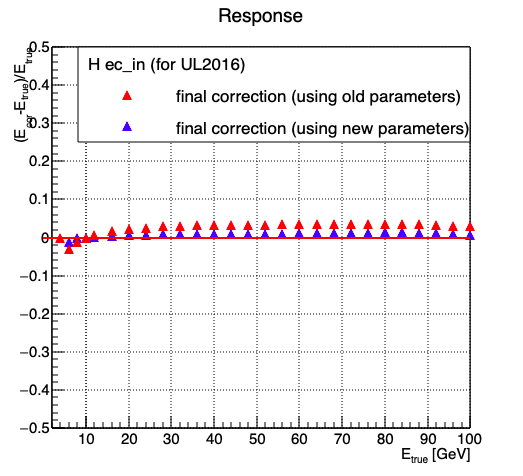 Response
H ec_in (for UL2016)
final correction (using old parameters)
final correction (using new parameters)
0.5
0.3
0.2
0.1
0
−0.1
−0.2
−0.3
−0.4
−0.5
10 20 30 40 50 60 70 80 90 100
E_true [GeV]